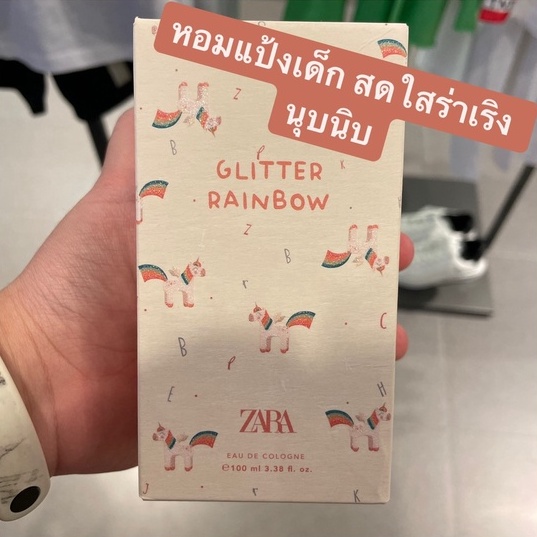 หอมแป้งเด็ก สดใสร่าเริง
นุบนิบ
Z
B
P
K
GLITTER
RAINBOW
Z
r
B
C
B
P
r
E
H
ZARA
EAU DE COLOGNE
℮100 ml 3.38 fl. oz.
J
r
K